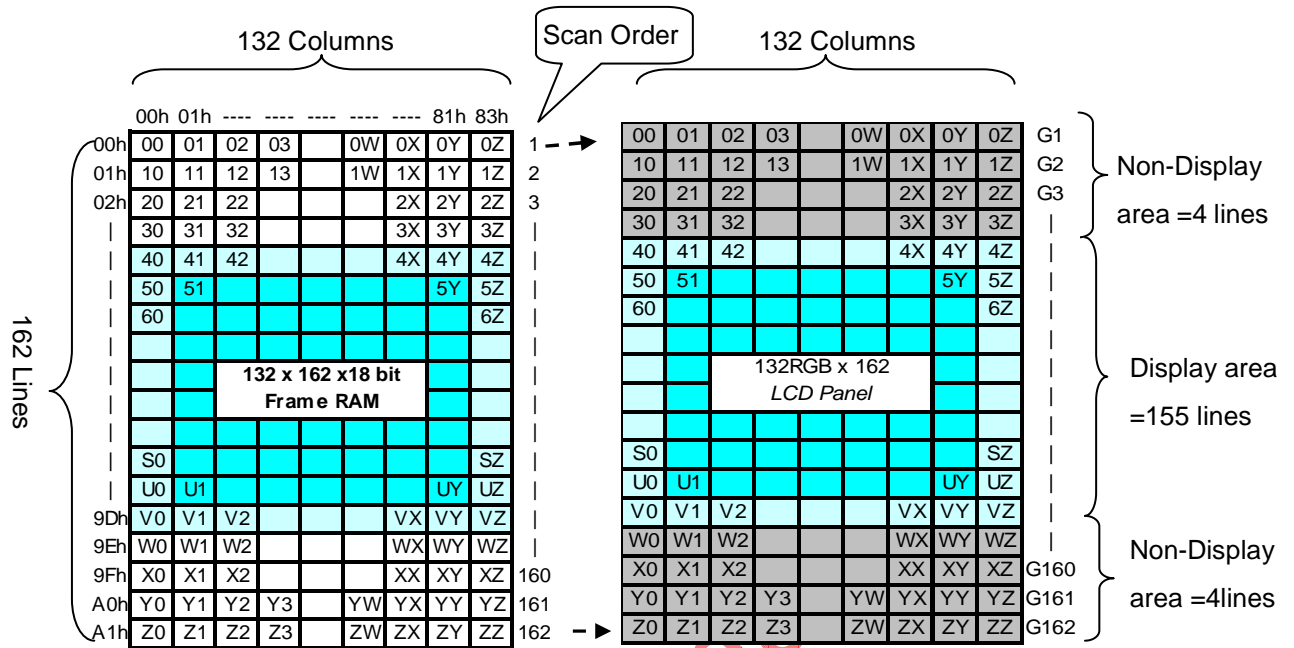 132 Columns
Scan Order
132 Columns
00h 01h ---- ---- ---- ---- 81h 83h
00h 00 01 02 03 0W 0X 0Y 0Z 1
01h 10 11 12 13 1W 1X 1Y 1Z 2
02h 20 21 22 2X 2Y 2Z 3
30 31 32 3X 3Y 3Z
40 41 42 4X 4Y 4Z
50 51 5Y 5Z
60 6Z
132 x 162 x18 bit
Frame RAM
S0 SZ
U0 U1 UY UZ
9Dh V0 V1 V2 VX VY VZ
9Eh W0 W1 W2 WX WY WZ
9Fh X0 X1 X2 XX XY XZ 160
A0h Y0 Y1 Y2 Y3 YW YX YY YZ 161
A1h Z0 Z1 Z2 Z3 ZW ZX ZY ZZ 162
162 Lines
00 01 02 03 0W 0X 0Y 0Z G1
10 11 12 13 1W 1X 1Y 1Z G2
20 21 22 2X 2Y 2Z G3
30 31 32 3X 3Y 3Z
40 41 42 4X 4Y 4Z
50 51 5Y 5Z
60 6Z
132RGB x 162
LCD Panel
S0 SZ
U0 U1 UY UZ
V0 V1 V2 VX VY VZ
W0 W1 W2 WX WY WZ
X0 X1 X2 XX XY XZ G160
Y0 Y1 Y2 Y3 YW YX YY YZ G161
Z0 Z1 Z2 Z3 ZW ZX ZY ZZ G162
Non-Display
area =4 lines
Display area
=155 lines
Non-Display
area =4lines